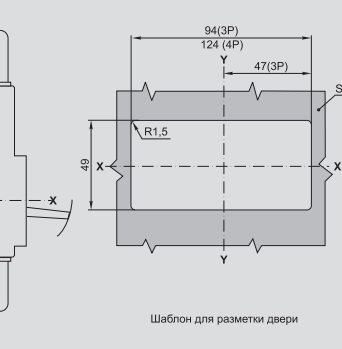 94(3P)
124 (4P)
Y
47(3P)
S
R1,5
49
X
X
X
Y
Шаблон для разметки двери